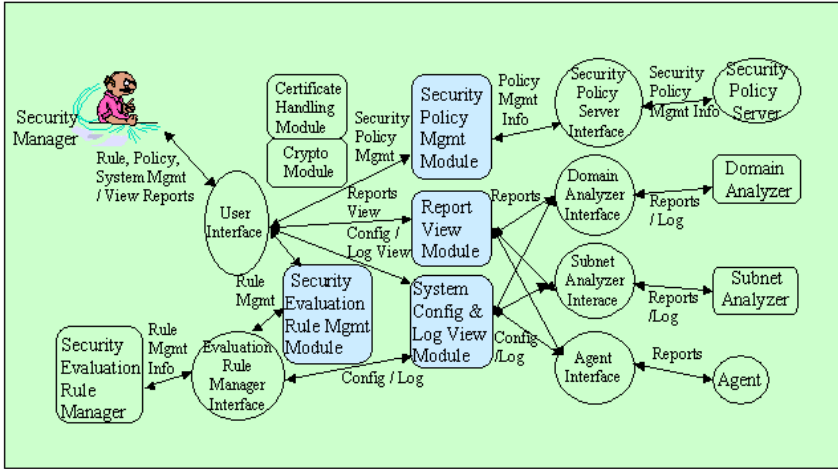 Security
Manager
Rule, Policy,
System Mgmt
/ View Reports
User
Interface
Certificate
Handling
Module
Crypto
Module
Security
Policy
Mgmt
Reports
View
Config /
Log View
Rule
Mgmt
Security
Policy
Mgmt
Module
Report
View
Module
System
Config &
Log View
Module
Security
Evaluation
Rule Mgmt
Module
Policy
Mgmt
Info
Security
Policy
Server
Interface
Security
Policy
Mgmt Info
Security
Policy
Server
Reports
Domain
Analyzer
Interface
Reports
/ Log
Domain
Analyzer
Subnet
Analyzer
Interace
Reports
/Log
Subnet
Analyzer
Config
/Log
Agent
Interface
Reports
Agent
Security
Evaluation
Rule
Manager
Rule
Mgmt
Info
Evaluation
Rule
Manager
Interface
Config / Log